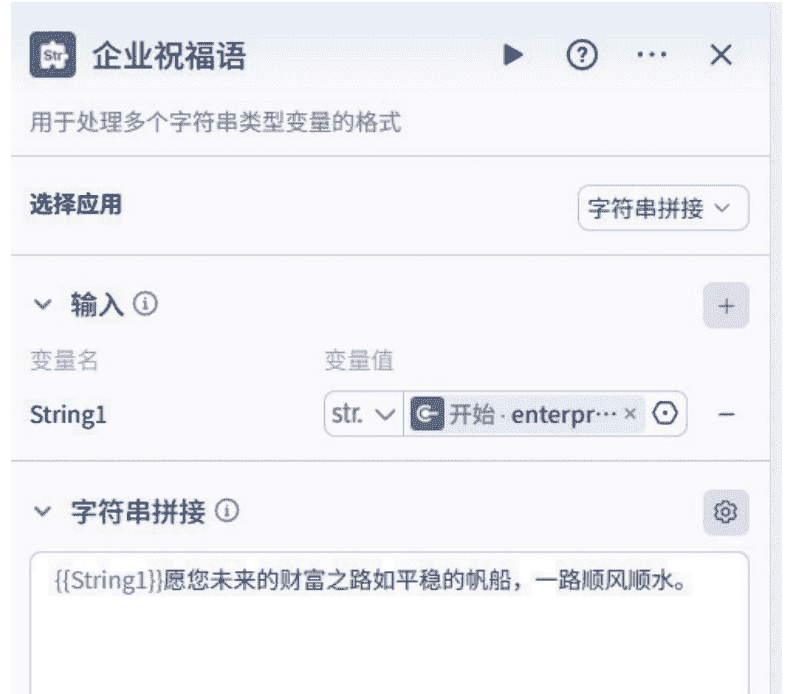 Str 企业祝福语
用于处理多个字符串类型变量的格式
选择应用 字符串拼接
输入
变量名 变量值
String1 str. 开始 · enterpr···
字符串拼接
{{String1}}愿您未来的财富之路如平稳的帆船，一路顺风顺水。